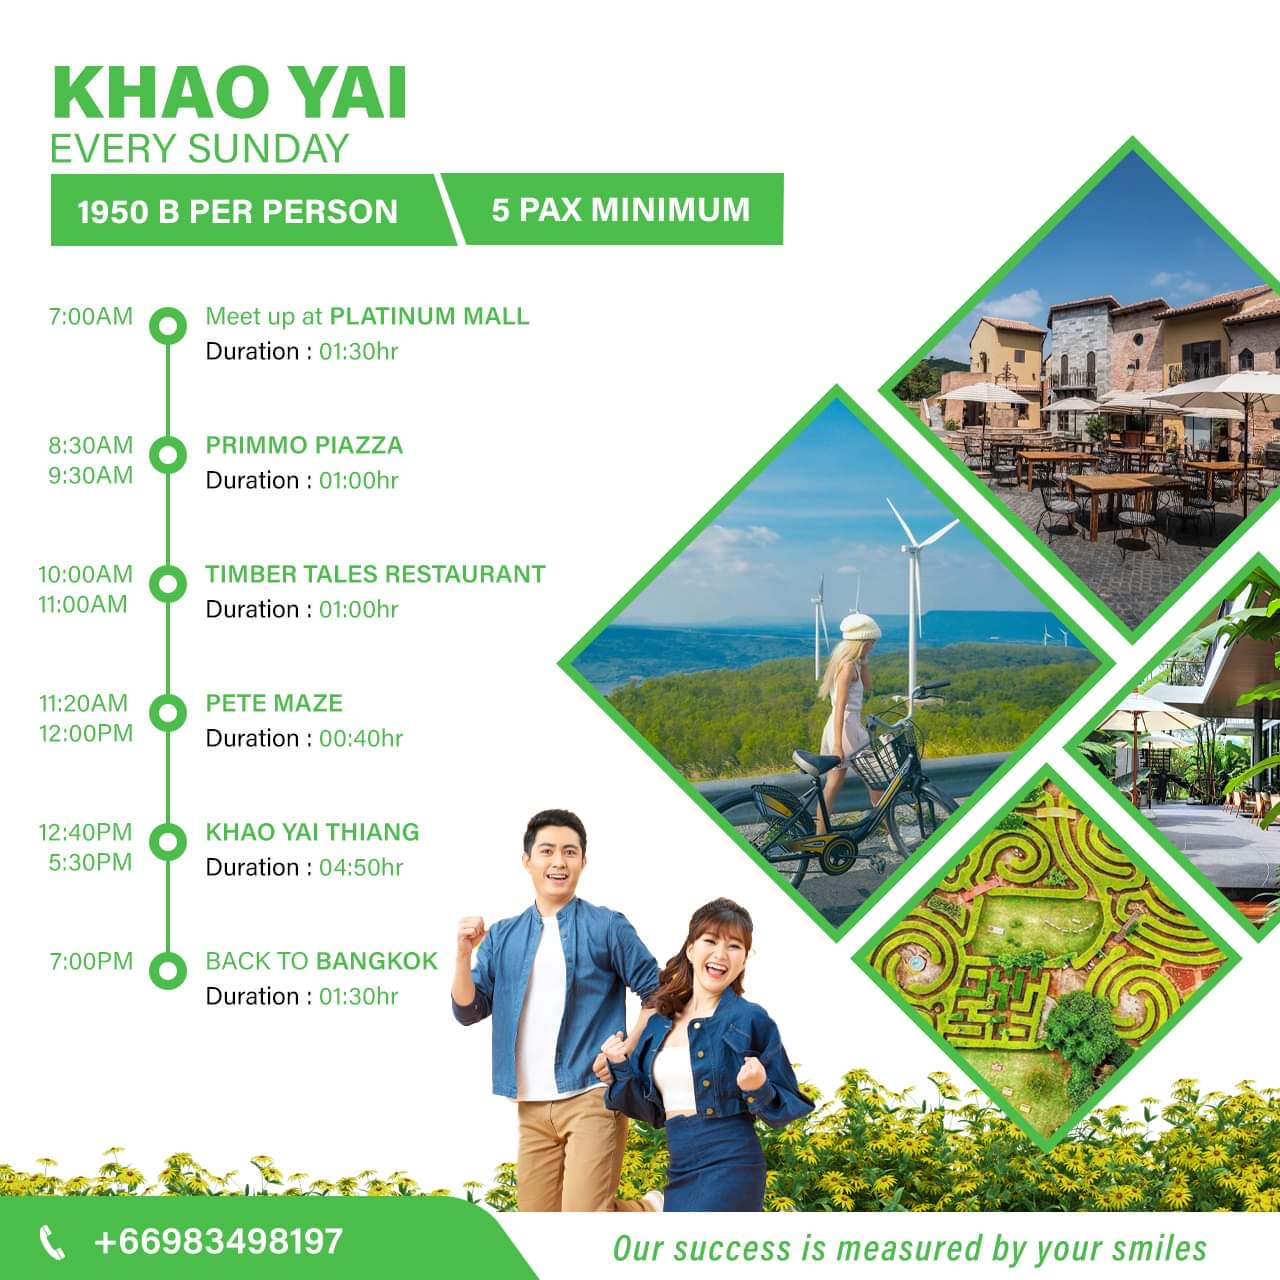 KHAO YAI
EVERY SUNDAY
1950 B PER PERSON
5 PAX MINIMUM
7:00AM
Meet up at PLATINUM MALL
Duration : 01:30hr
8:30AM
9:30AM
PRIMMO PIAZZA
Duration : 01:00hr
10:00AM
11:00AM
TIMBER TALES RESTAURANT
Duration : 01:00hr
11:20AM
12:00PM
PETE MAZE
Duration : 00:40hr
12:40PM
5:30PM
KHAO YAI THIANG
Duration : 04:50hr
7:00PM
BACK TO BANGKOK
Duration : 01:30hr
+66983498197
Our success is measured by your smiles